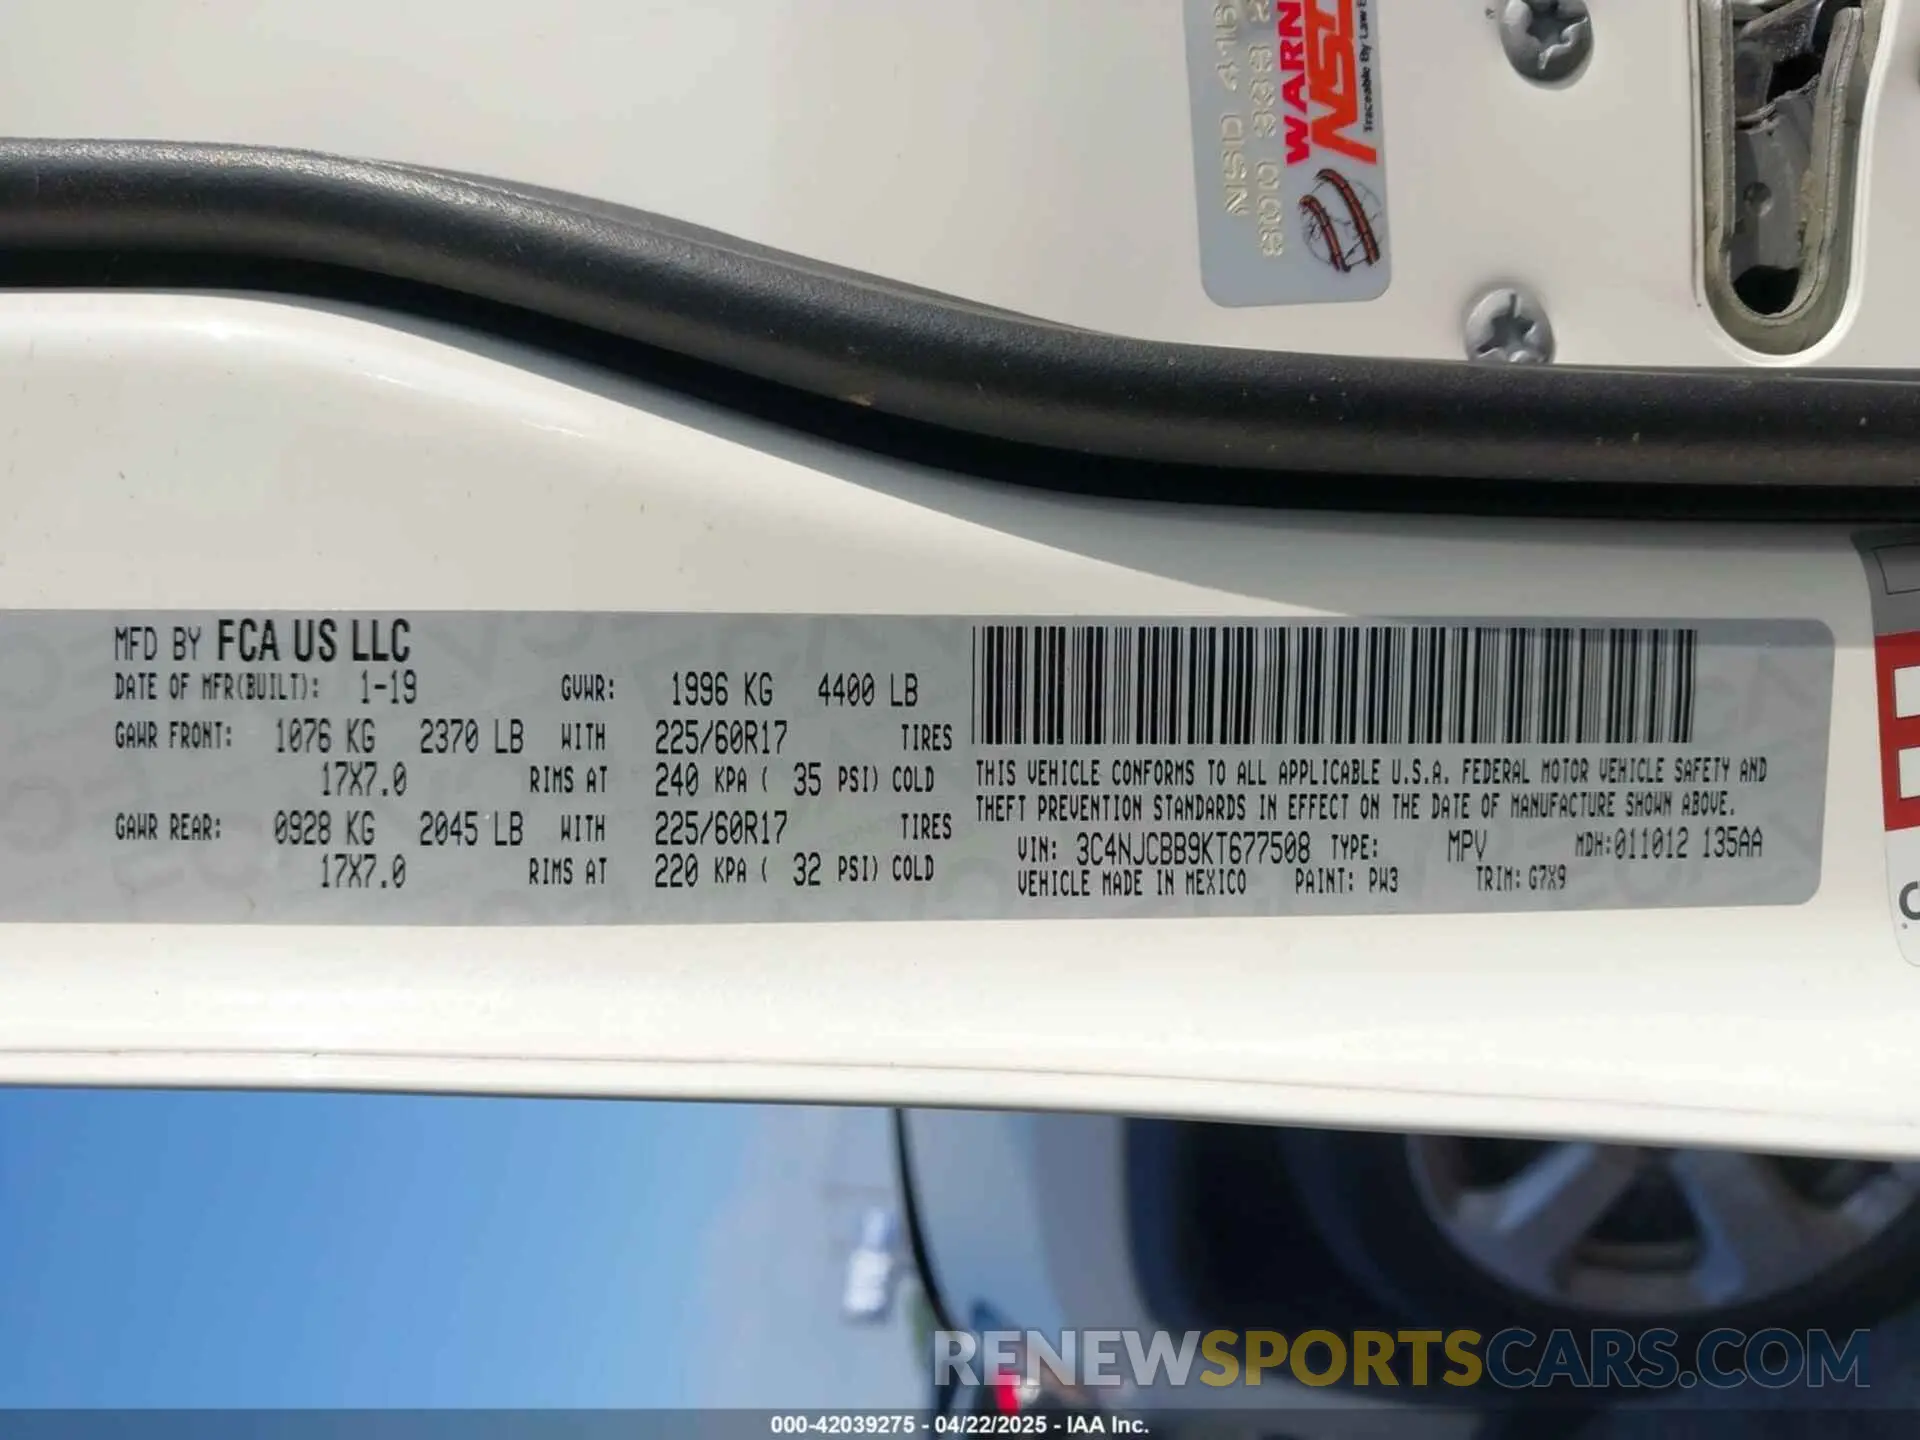 WARN
Traceable By Law E
NSD A416
MFD BY FCA US LLC
DATE OF MFR(BUILT): 1-19 GVWR: 1996 KG 4400 LB
GAWR FRONT: 1076 KG 2370 LB WITH 225/60R17 TIRES
17X7.0 RIMS AT 240 KPA ( 35 PSI) COLD
GAWR REAR: 0928 KG 2045 LB WITH 225/60R17 TIRES
17X7.0 RIMS AT 220 KPA ( 32 PSI) COLD
THIS VEHICLE CONFORMS TO ALL APPLICABLE U.S.A. FEDERAL MOTOR VEHICLE SAFETY AND
THEFT PREVENTION STANDARDS IN EFFECT ON THE DATE OF MANUFACTURE SHOWN ABOVE.
VIN: 3C4NJCBB9KT677508 TYPE: MPV MDH:011012 135AA
VEHICLE MADE IN MEXICO PAINT: PW3 TRIM: G7X9
RENEWSPORTSCARS.COM
000-42039275 - 04/22/2025 - IAA Inc.